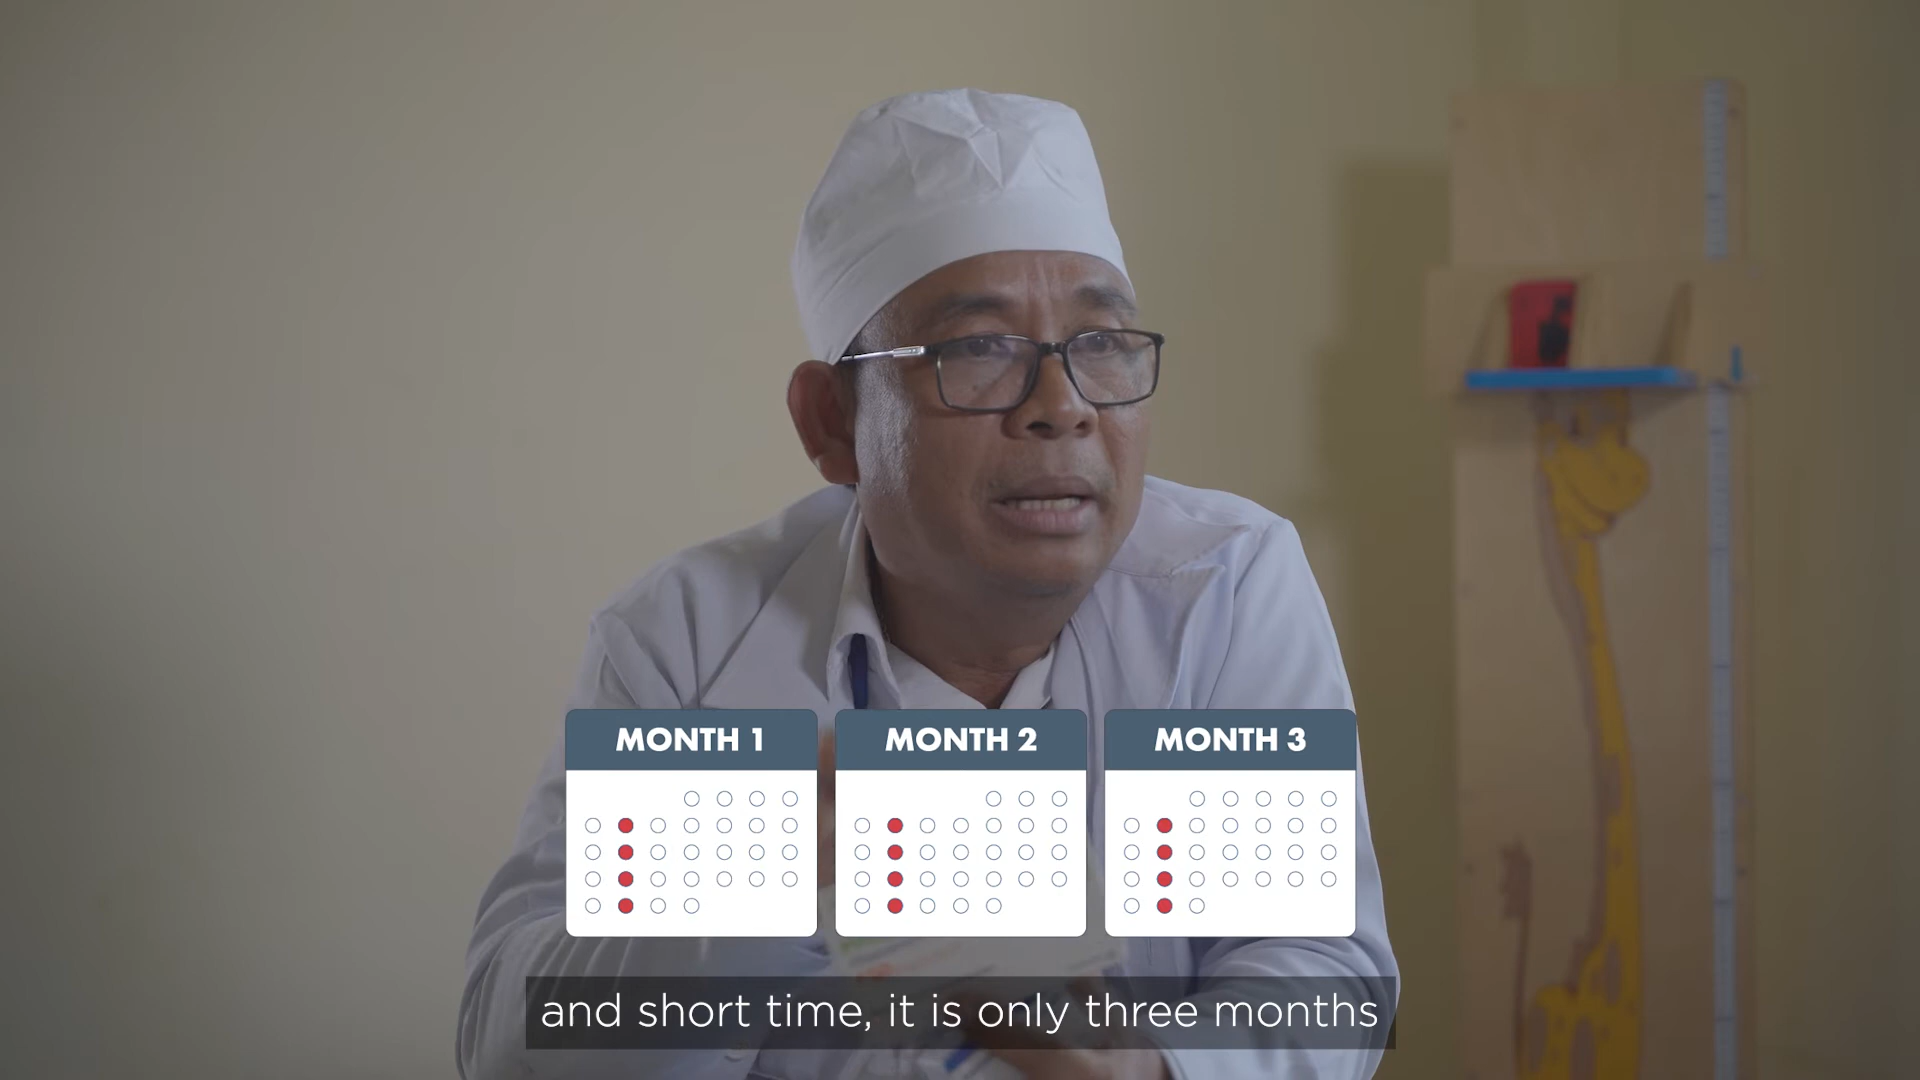 MONTH 1
MONTH 2
MONTH 3
and short time, it is only three months